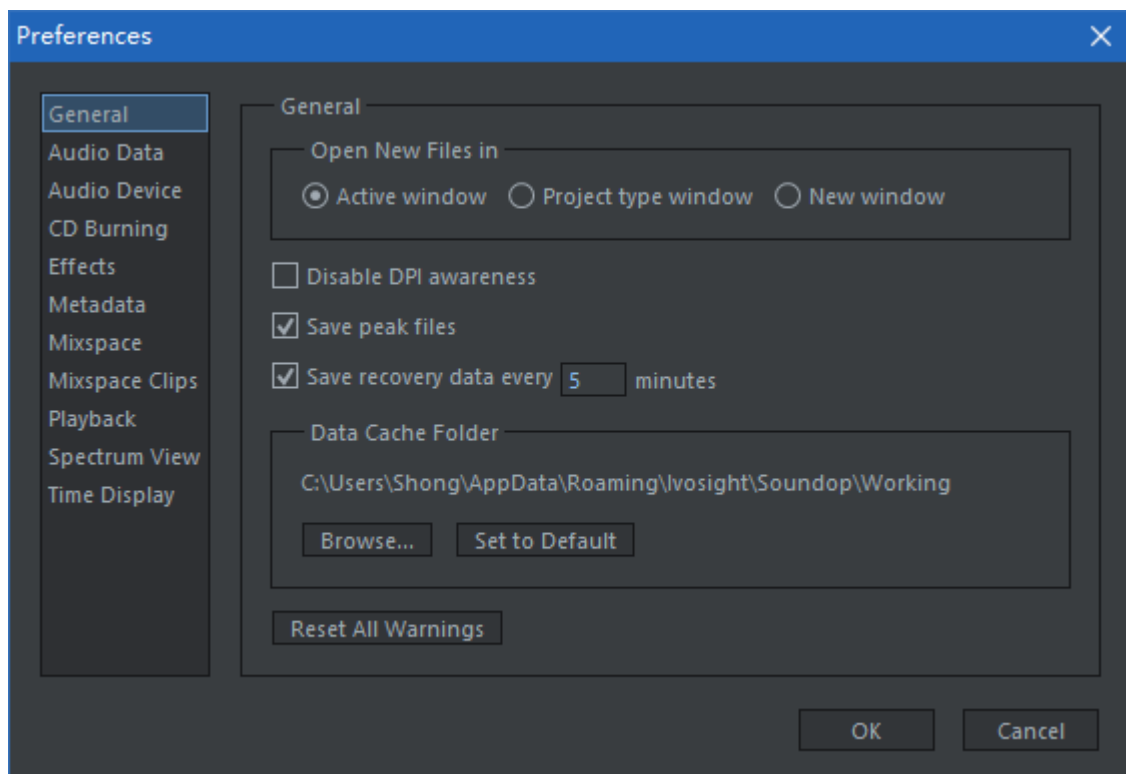 Preferences
General
Audio Data
Audio Device
CD Burning
Effects
Metadata
Mixspace
Mixspace Clips
Playback
Spectrum View
Time Display
General
Open New Files in
Active window Project type window New window
Disable DPI awareness
Save peak files
Save recovery data every 5 minutes
Data Cache Folder
C:\Users\Shong\AppData\Roaming\Ivosight\Soundop\Working
Browse... Set to Default
Reset All Warnings
OK Cancel